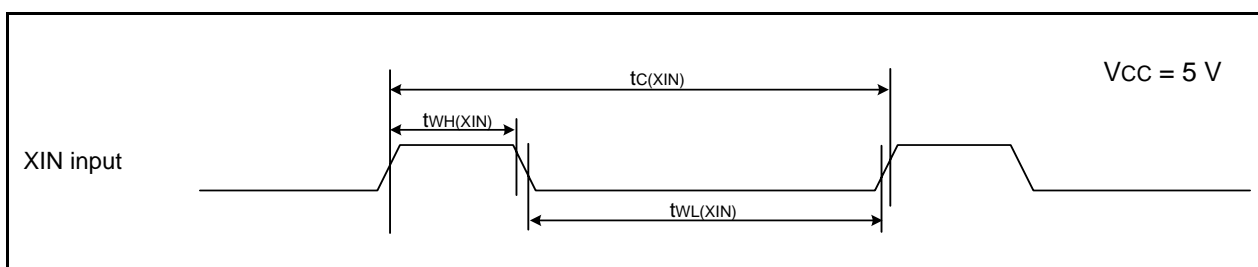 VCC = 5 V
tC(XIN)
tWH(XIN)
XIN input
tWL(XIN)